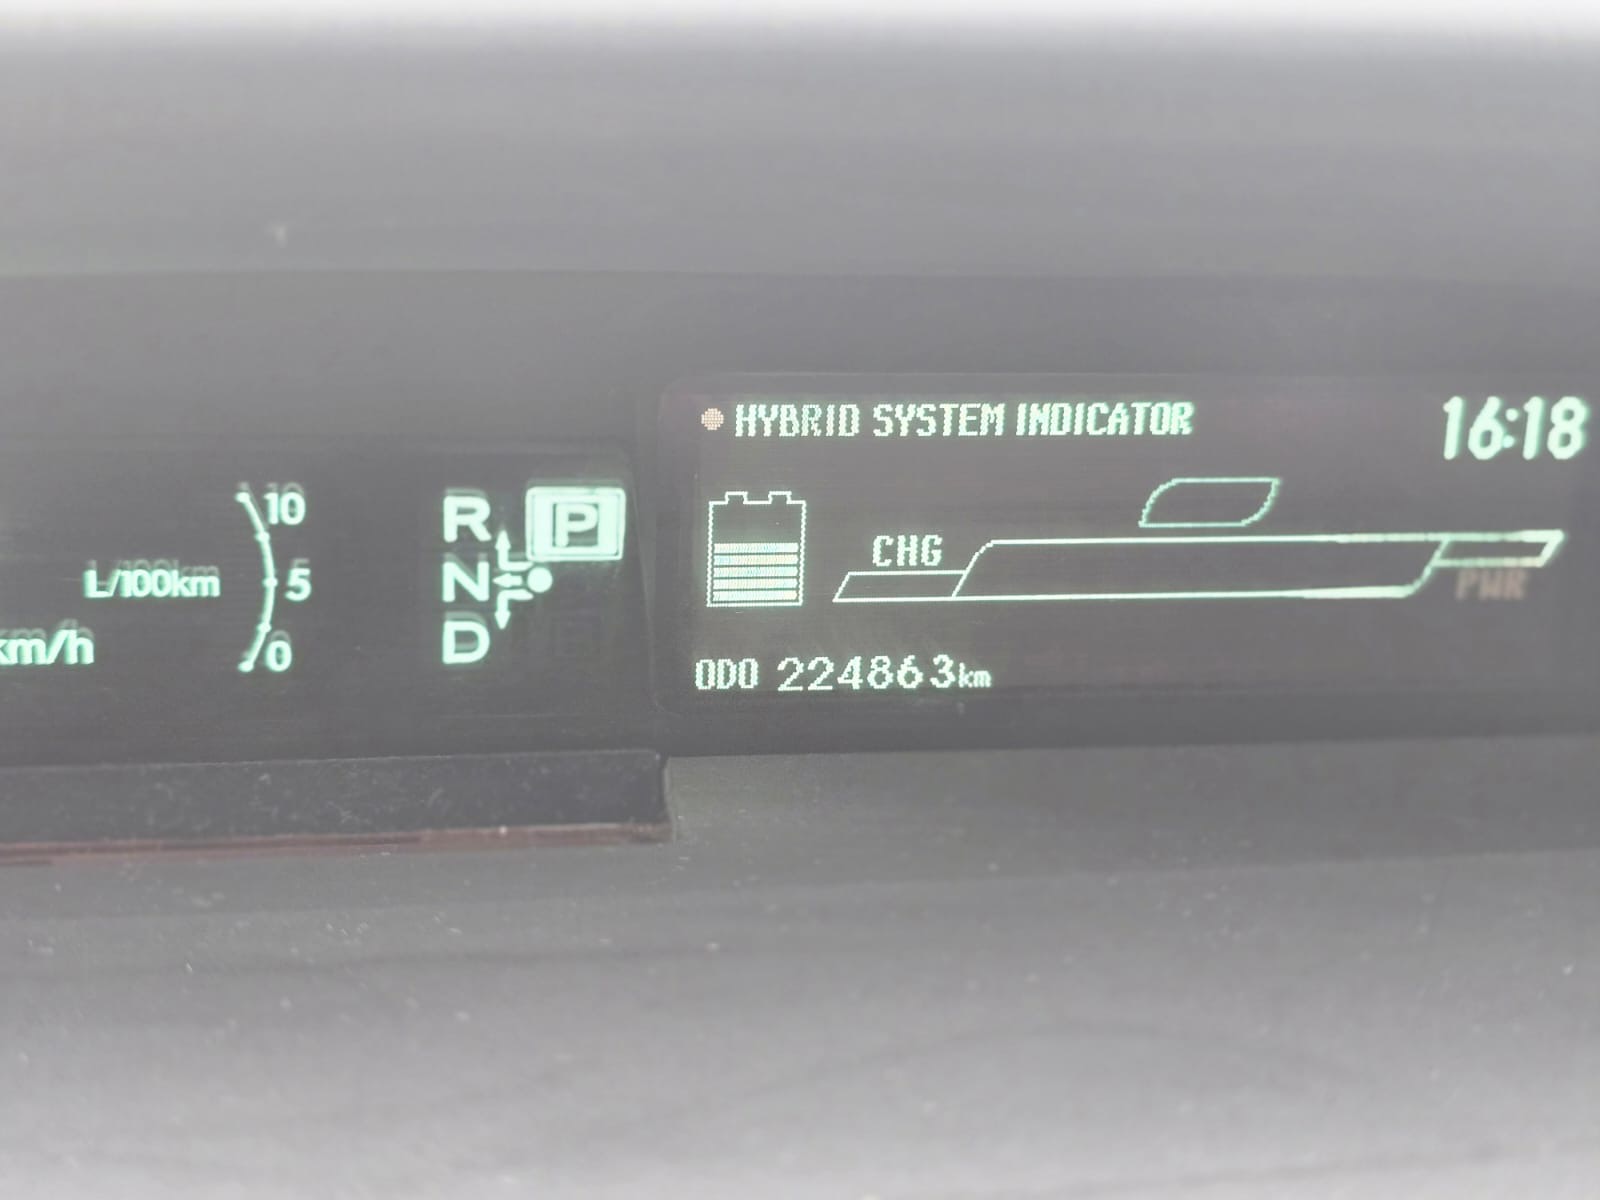 HYBRID SYSTEM INDICATOR 16:18
10
R P
CHG
L/100km 5
N
PWR
km/h 0
D
ODO 224863km